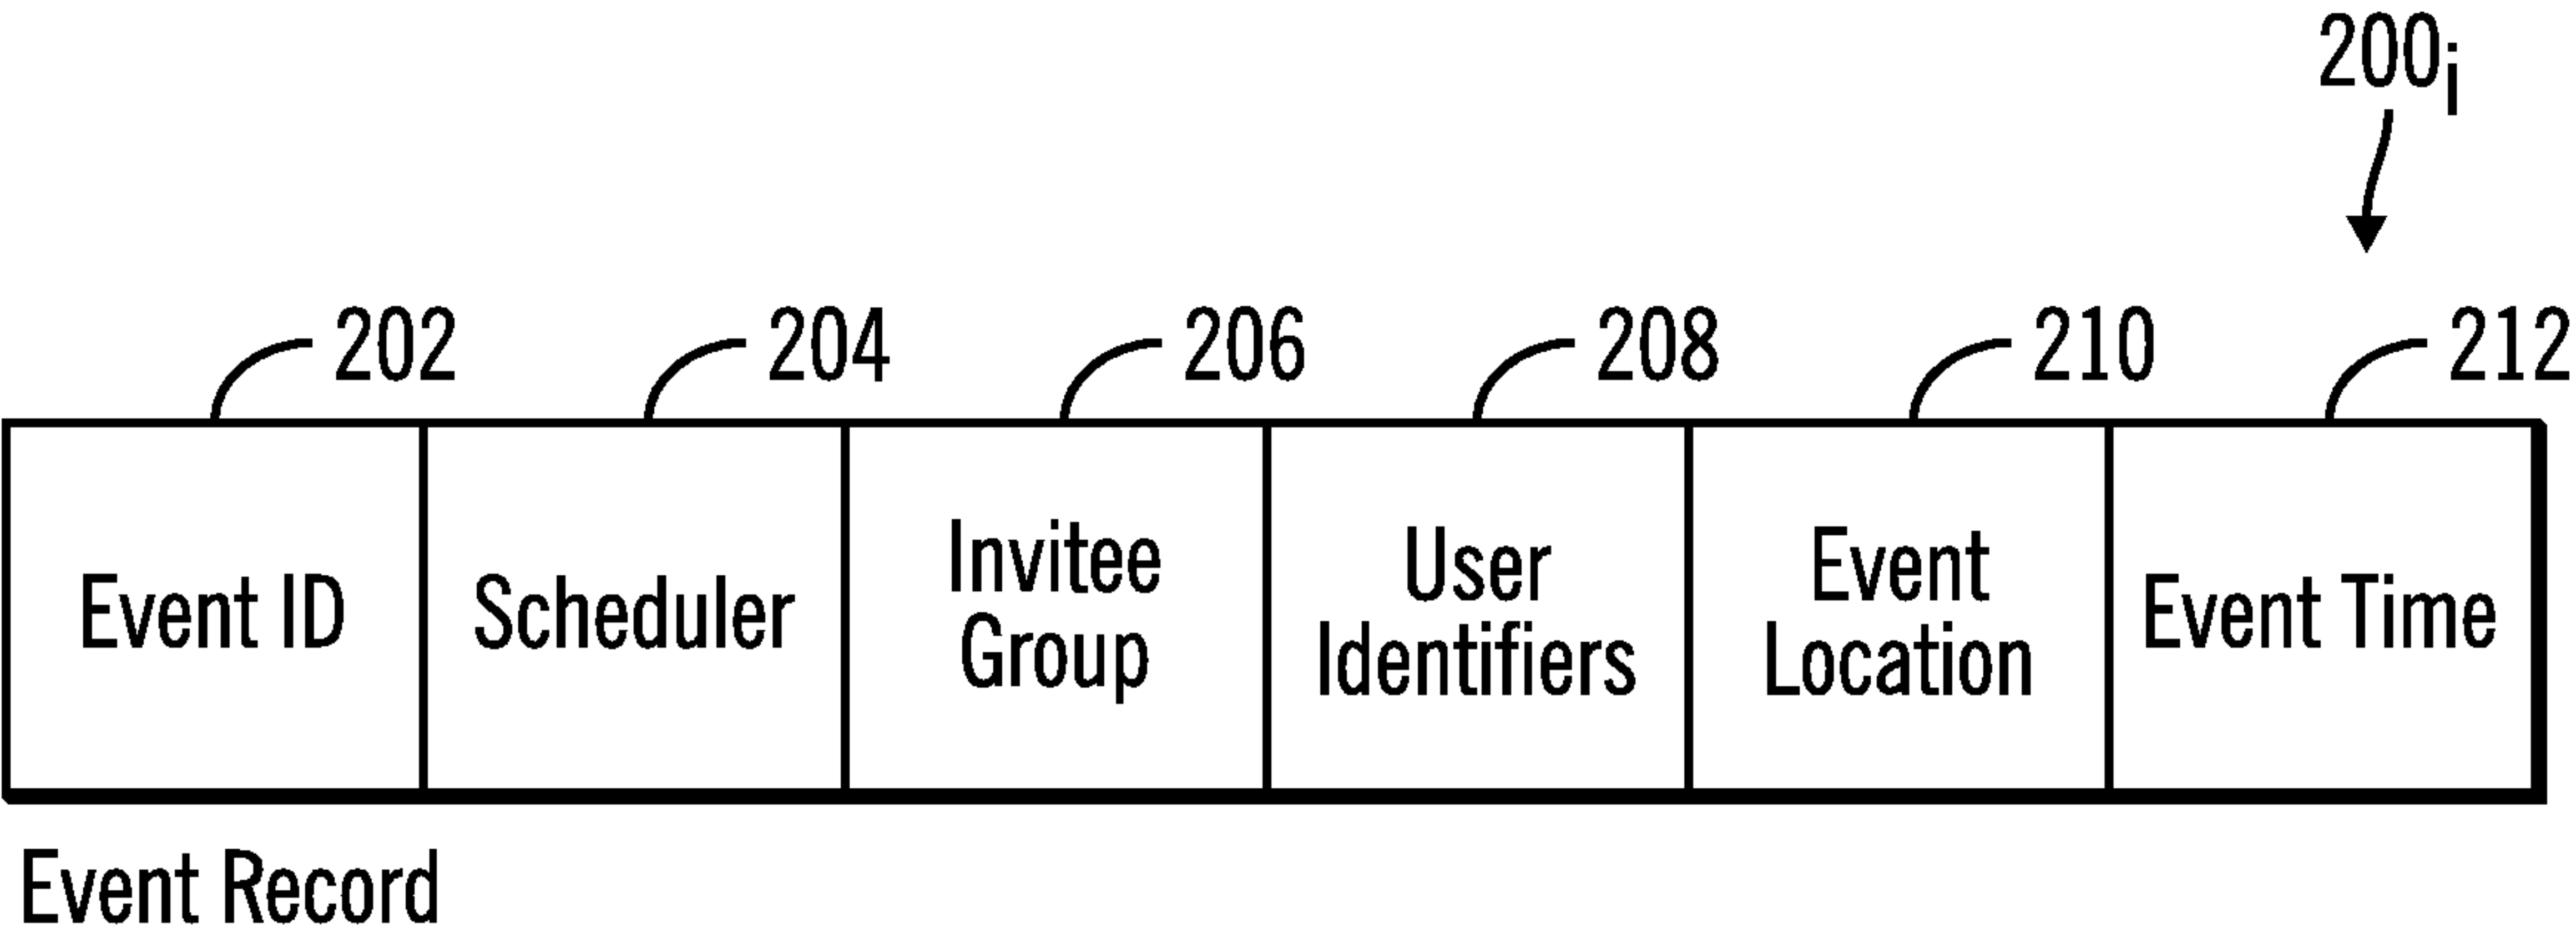 200i
202 204 206 208 210 212
Event ID
Scheduler
Invitee
Group
User
Identifiers
Event
Location
Event Time
Event Record